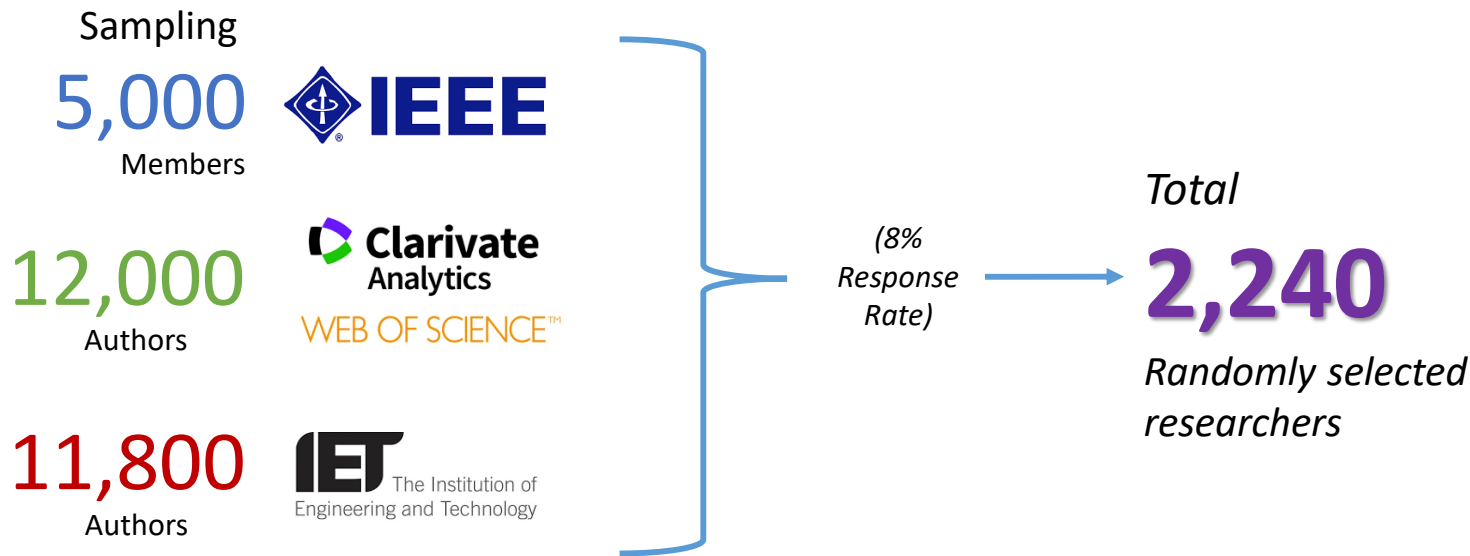 Sampling
5,000
Members
IEEE
®
12,000
Authors
Clarivate
Analytics
WEB OF SCIENCE™
11,800
Authors
IET The Institution of
Engineering and Technology
(8%
Response
Rate)
Total
2,240
Randomly selected
researchers